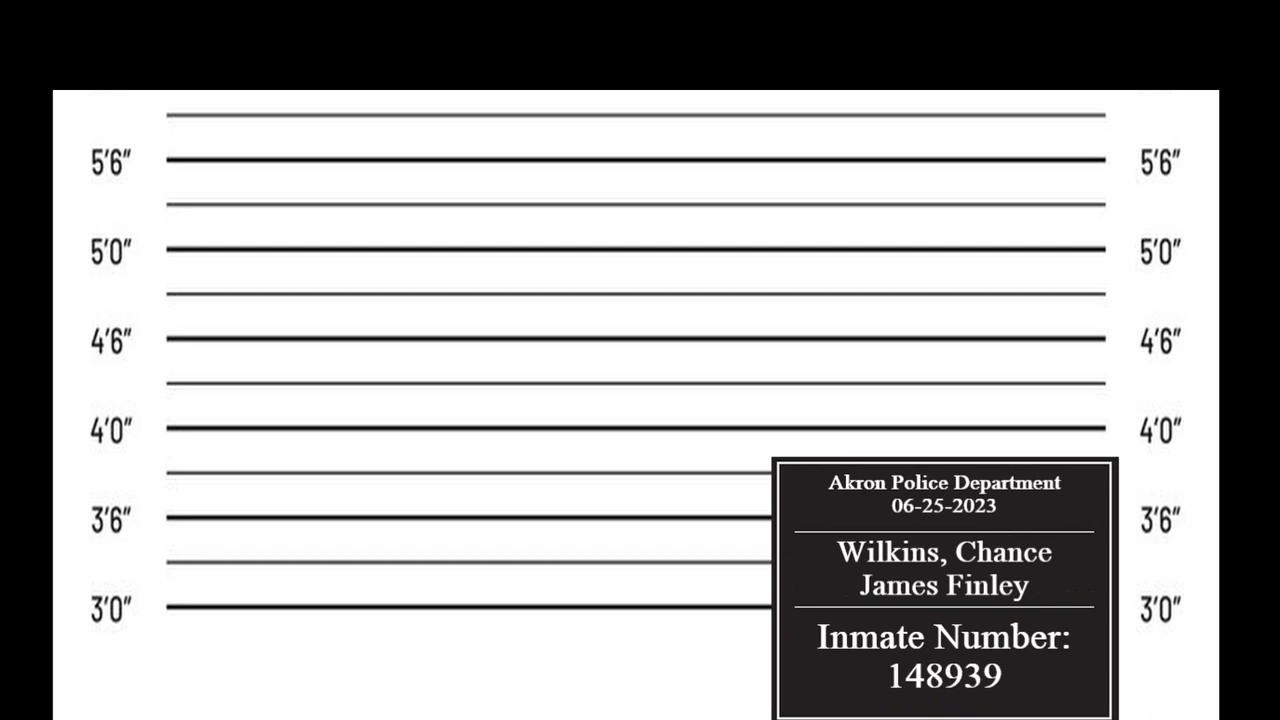 5'6" 5'6"
5'0" 5'0"
4'6" 4'6"
4'0" 4'0"
3'6" 3'6"
3'0" 3'0"
Akron Police Department
06-25-2023
Wilkins, Chance
James Finley
Inmate Number:
148939